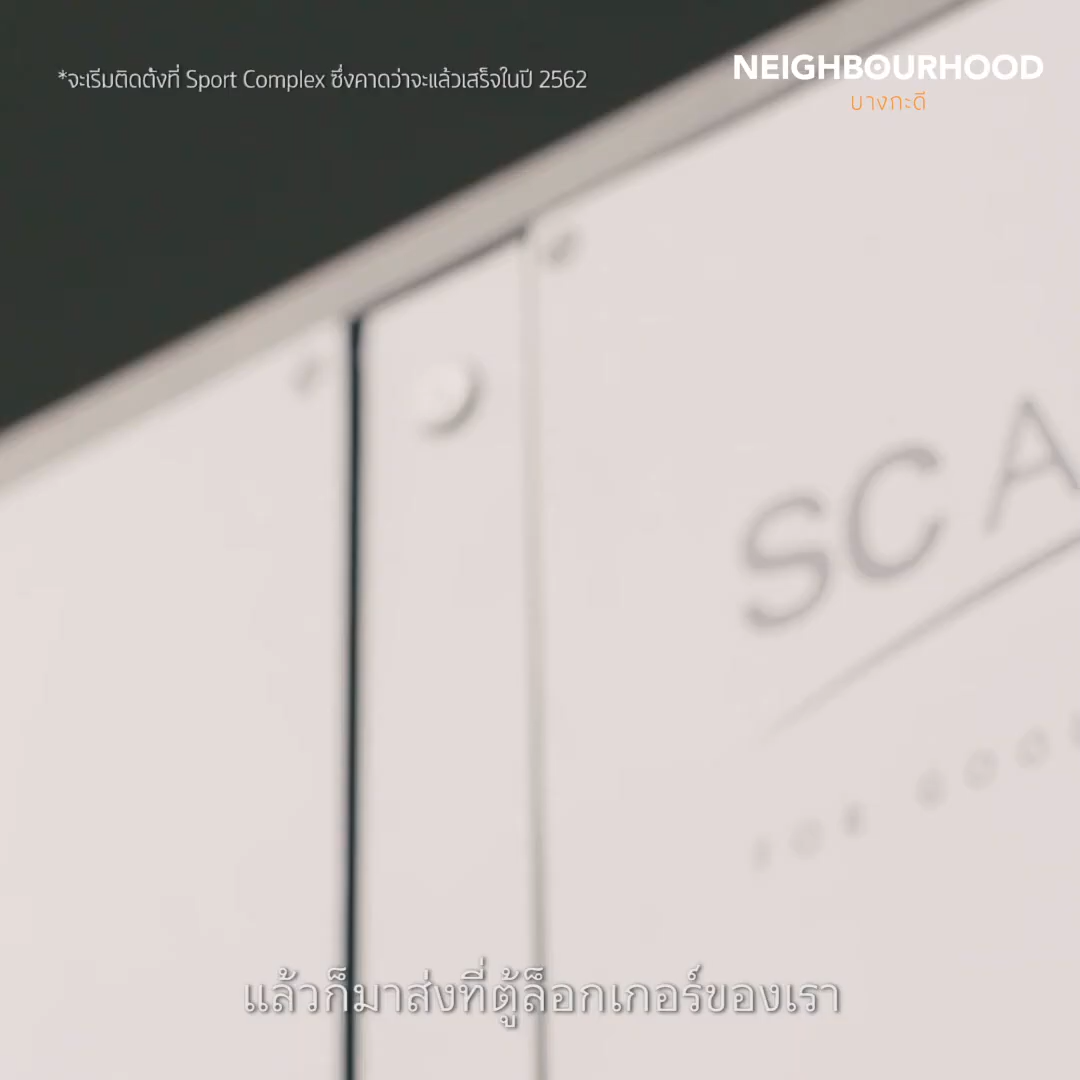 *จะเริ่มติดตั้งที่ Sport Complex ซึ่งคาดว่าจะแล้วเสร็จในปี 2562
NEIGHBOURHOOD
บางกะดี
SCA
FOR GOO
แล้วก็มาส่งที่ตู้ล็อกเกอร์ของเรา